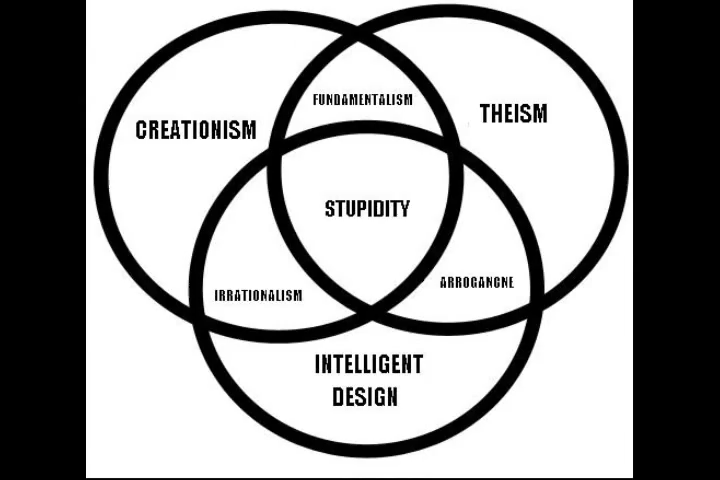 FUNDAMENTALISM
CREATIONISM
THEISM
STUPIDITY
IRRATIONALISM
ARROGANCNE
INTELLIGENT
DESIGN